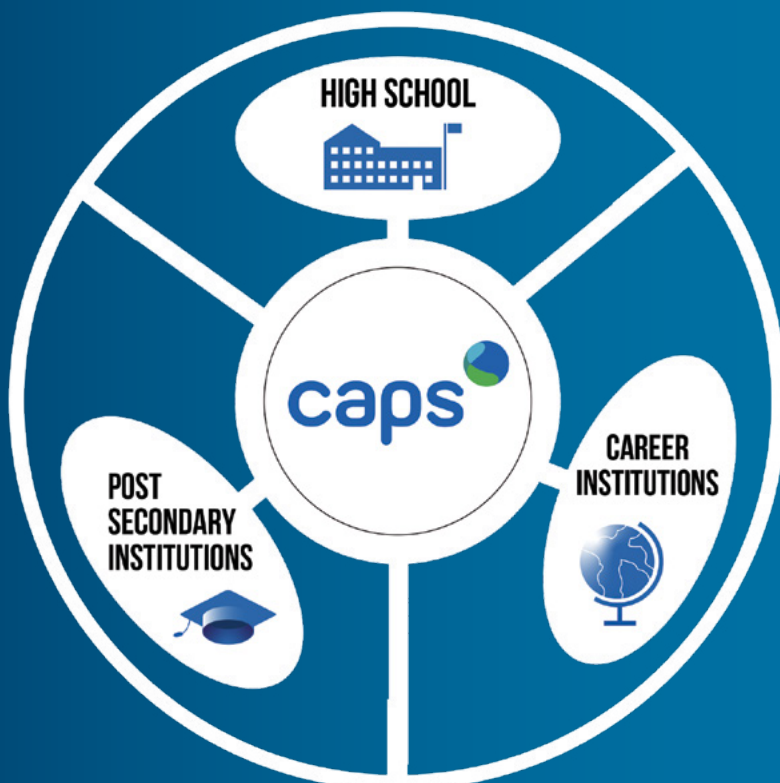 HIGH SCHOOL
caps
POST
SECONDARY
INSTITUTIONS
CAREER
INSTITUTIONS